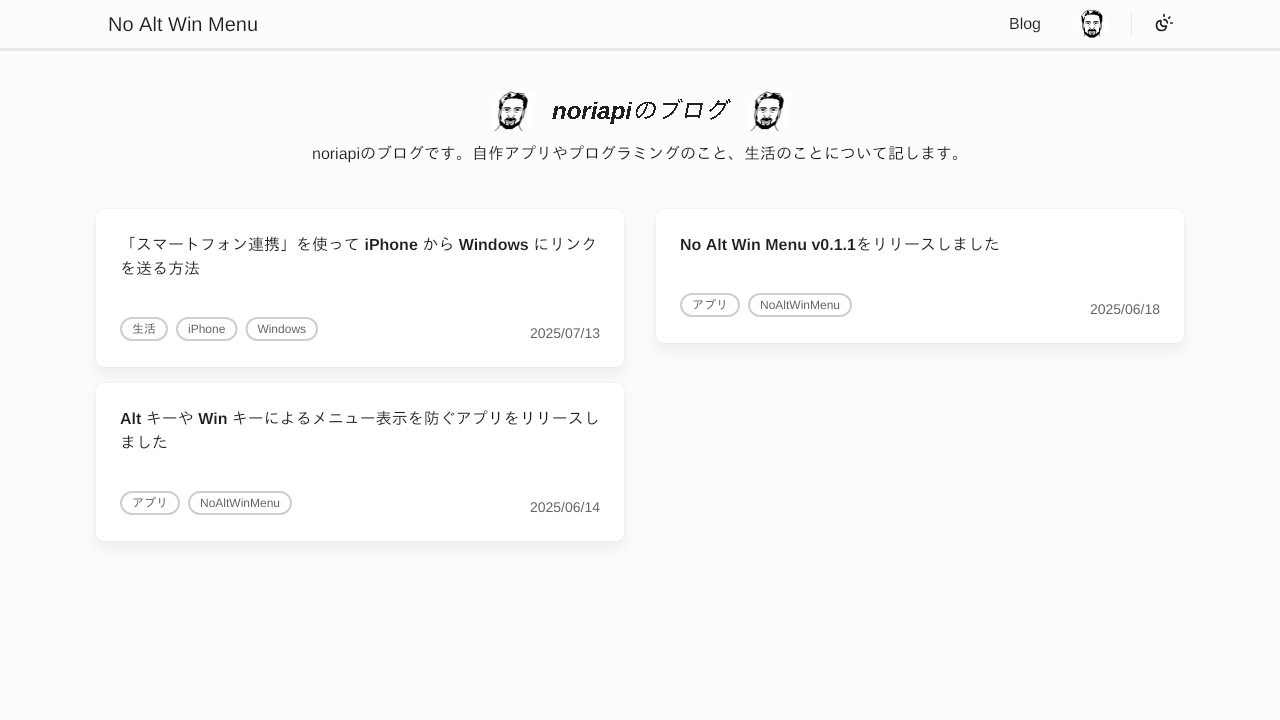 No Alt Win Menu
Blog
noriapiのブログ
noriapiのブログです。自作アプリやプログラミングのこと、生活のことについて記します。
「スマートフォン連携」を使って iPhone から Windows にリンク
を送る方法
生活 iPhone Windows 2025/07/13
No Alt Win Menu v0.1.1をリリースしました
アプリ NoAltWinMenu 2025/06/18
Alt キーや Win キーによるメニュー表示を防ぐアプリをリリースし
ました
アプリ NoAltWinMenu 2025/06/14